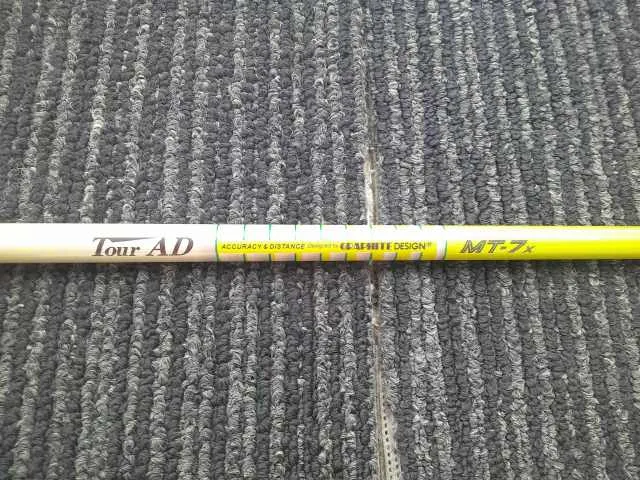 Tour AD ACCURACY & DISTANCE Designed by GRAPHITE DESIGN® MT-7x